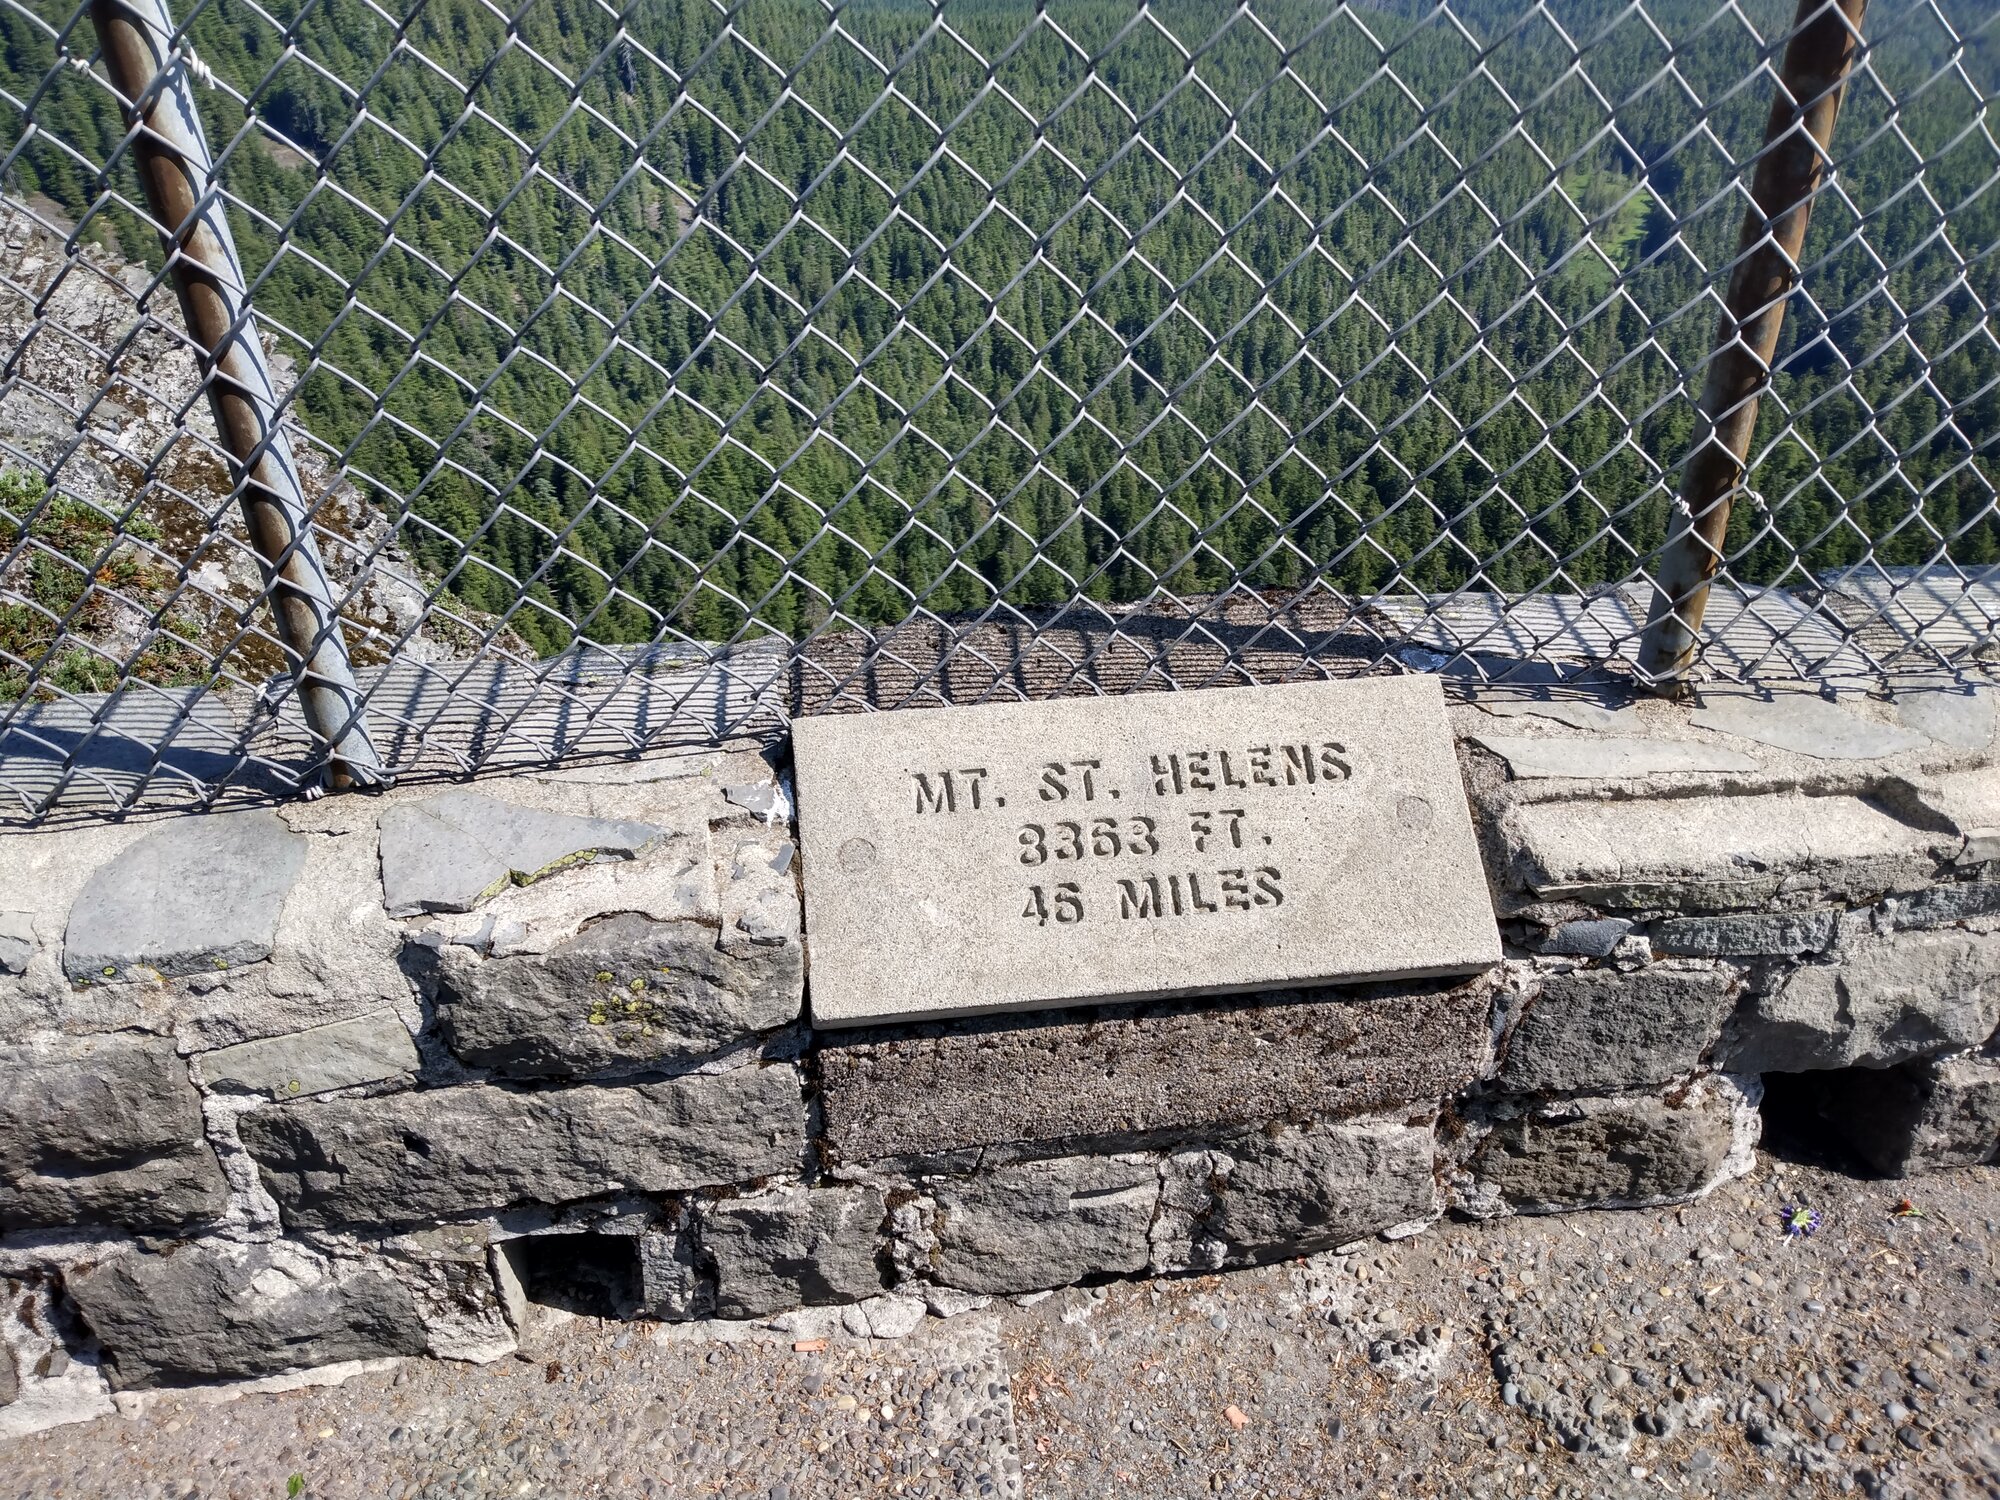 MT. ST. HELENS
8363 FT.
46 MILES